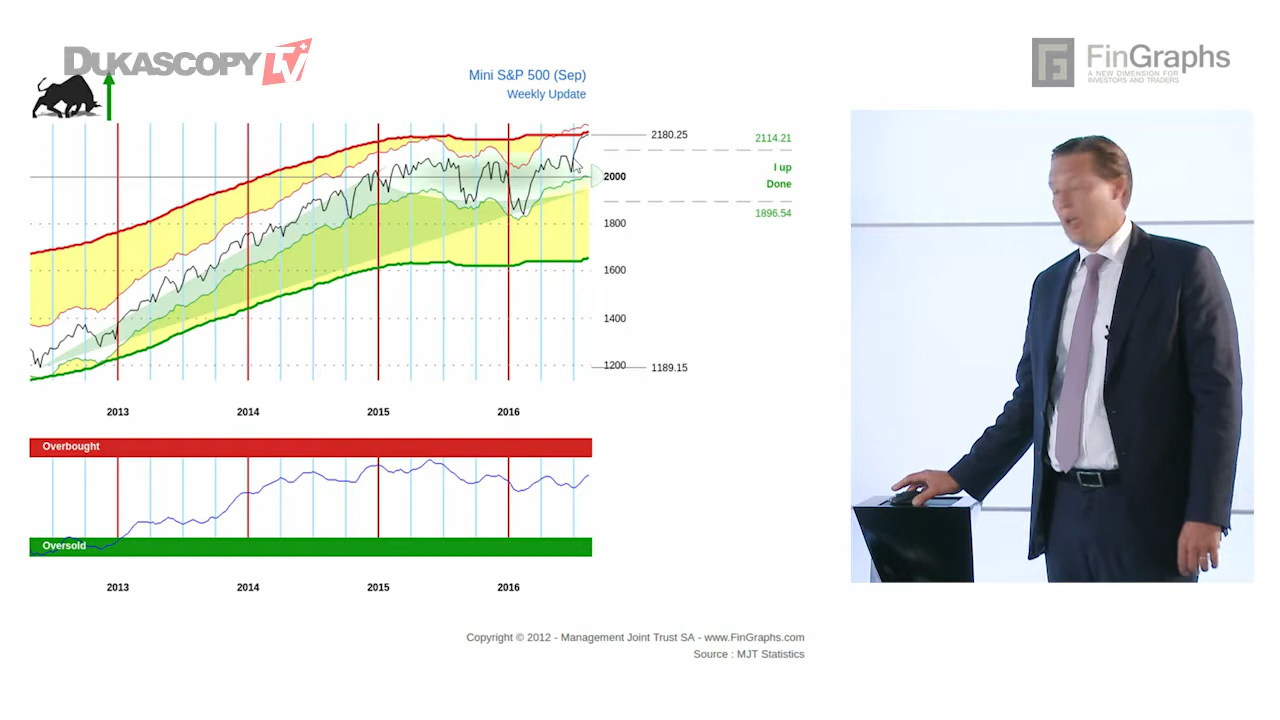 DUKASCOPY TV
FinGraphs
A NEW DIMENSION FOR
INVESTORS AND TRADERS
Mini S&P 500 (Sep)
Weekly Update
2180.25
2000
1800
1600
1400
1200
1189.15
2114.21
I up
Done
1896.54
2013 2014 2015 2016
Overbought
Oversold
2013 2014 2015 2016
Copyright © 2012 - Management Joint Trust SA - www.FinGraphs.com
Source : MJT Statistics